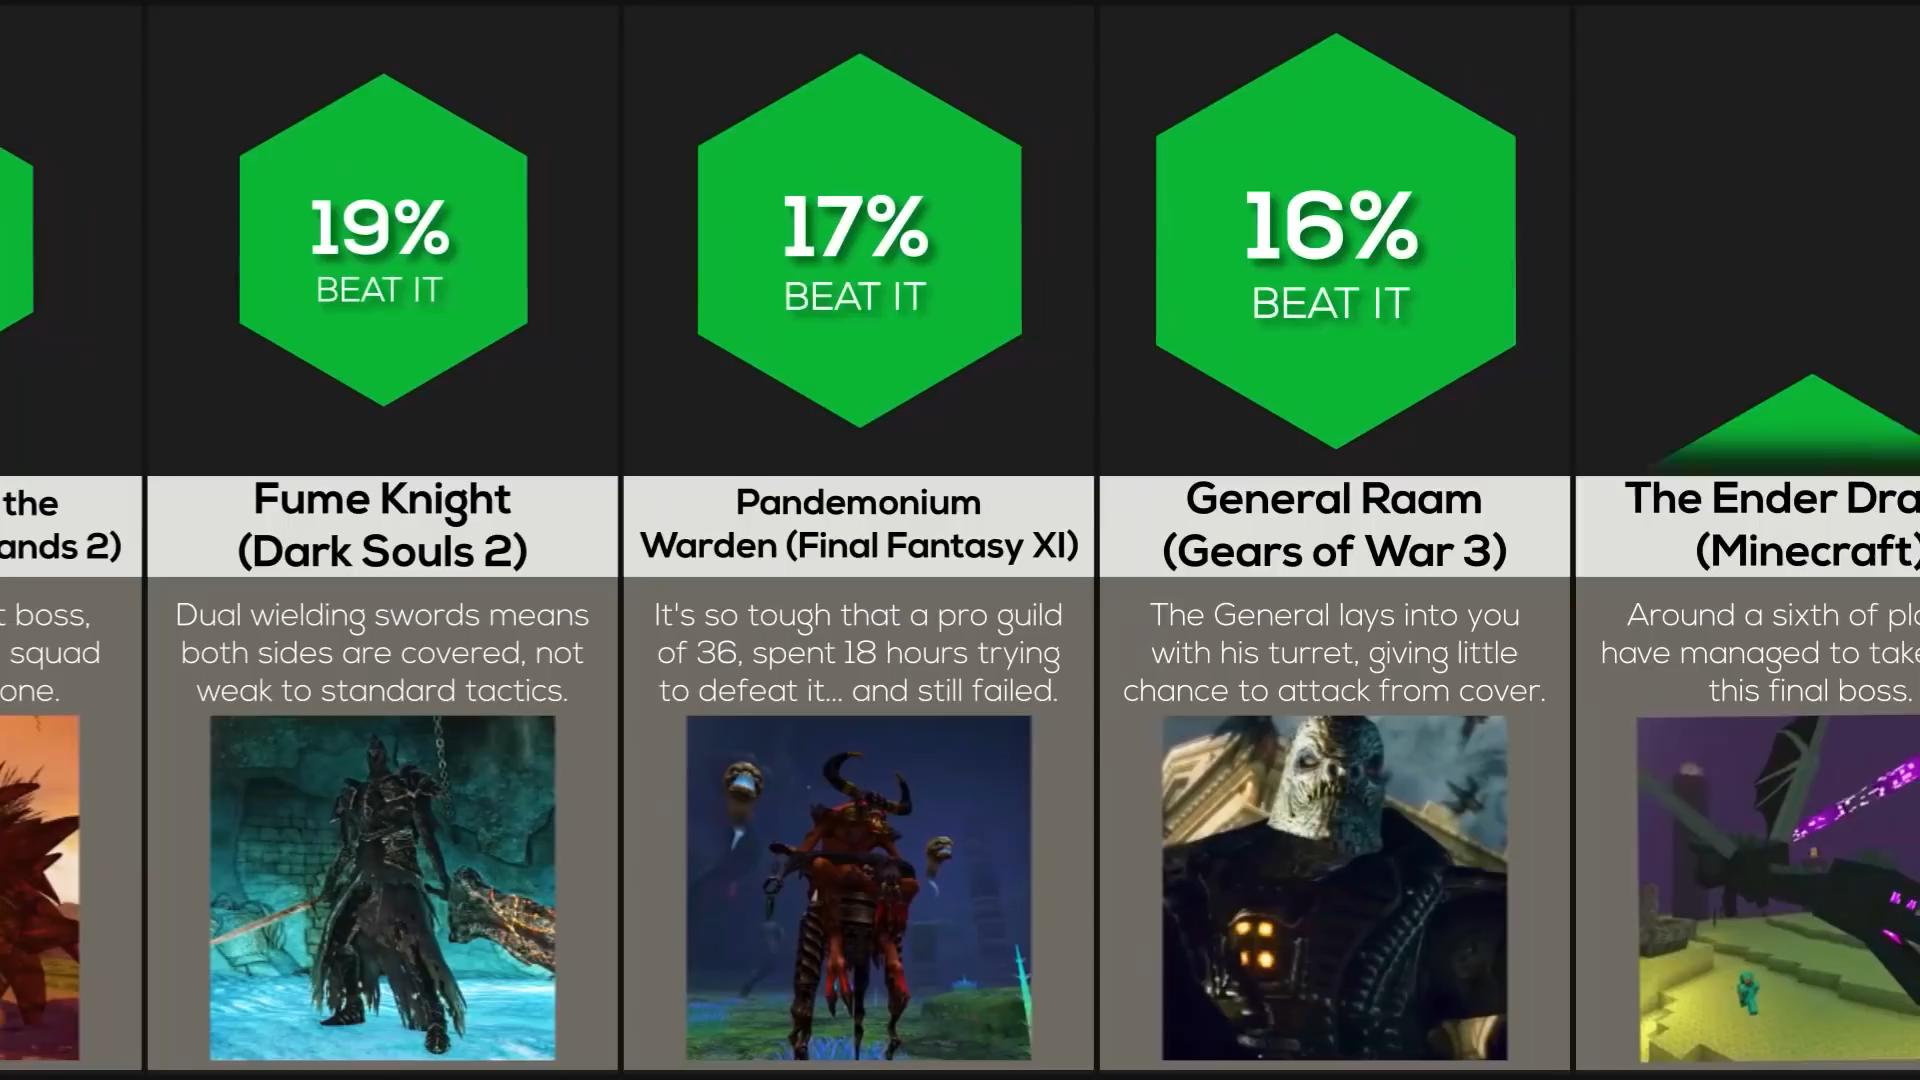 the
ands 2)
t boss,
squad
one.
19%
BEAT IT
Fume Knight
(Dark Souls 2)
Dual wielding swords means
both sides are covered, not
weak to standard tactics.
17%
BEAT IT
Pandemonium
Warden (Final Fantasy XI)
It's so tough that a pro guild
of 36, spent 18 hours trying
to defeat it... and still failed.
16%
BEAT IT
General Raam
(Gears of War 3)
The General lays into you
with his turret, giving little
chance to attack from cover.
The Ender Dra
(Minecraft)
Around a sixth of pla
have managed to take
this final boss.